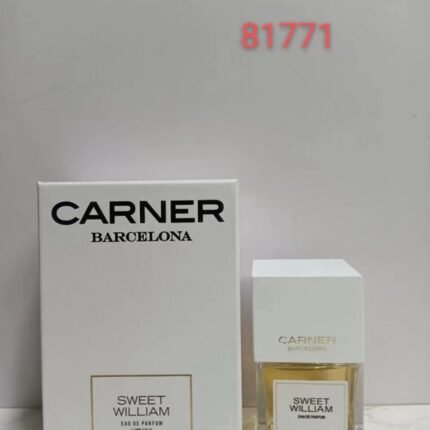 81771
CARNER
BARCELONA
SWEET
WILLIAM
EAU DE PARFUM
CARNER
BARCELONA
SWEET
WILLIAM
EAU DE PARFUM